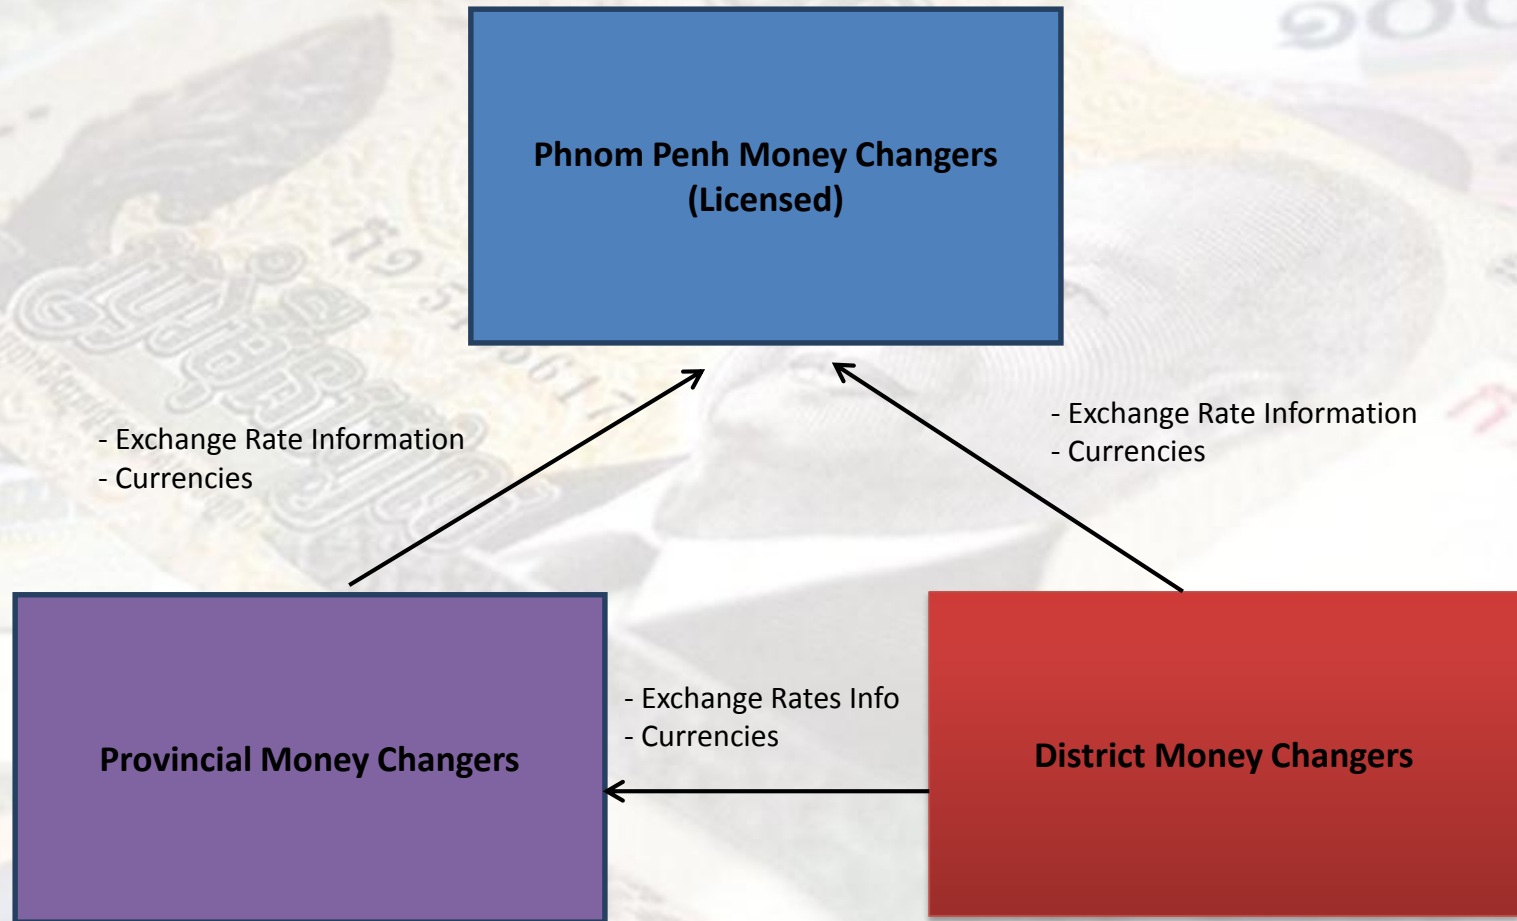 Phnom Penh Money Changers
(Licensed)
- Exchange Rate Information
- Currencies
- Exchange Rate Information
- Currencies
- Exchange Rates Info
- Currencies
Provincial Money Changers
District Money Changers